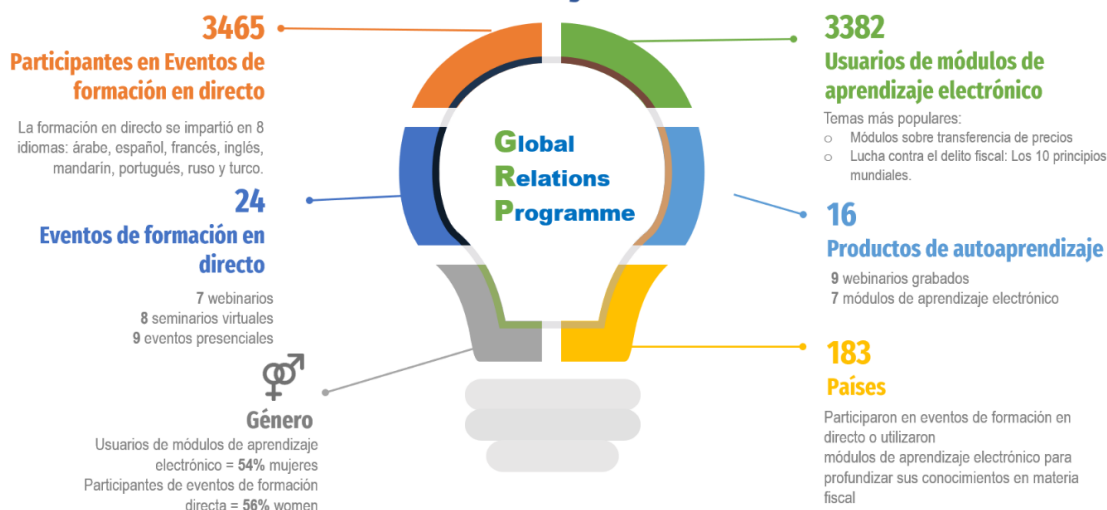 3465
Participantes en Eventos de
formación en directo
La formación en directo se impartió en 8
idiomas: árabe, español, francés, inglés,
mandarín, portugués, ruso y turco.
24
Eventos de formación en
directo
7 webinarios
8 seminarios virtuales
9 eventos presenciales
Género
Usuarios de módulos de aprendizaje
electrónico = 54% mujeres
Participantes de eventos de formación
directa = 56% women
Global
Relations
Programme
3382
Usuarios de módulos de
aprendizaje electrónico
Temas más populares:
o Módulos sobre transferencia de precios
o Lucha contra el delito fiscal: Los 10 principios
mundiales.
16
Productos de autoaprendizaje
9 webinarios grabados
7 módulos de aprendizaje electrónico
183
Países
Participaron en eventos de formación en
directo o utilizaron
módulos de aprendizaje electrónico para
profundizar sus conocimientos en materia
fiscal